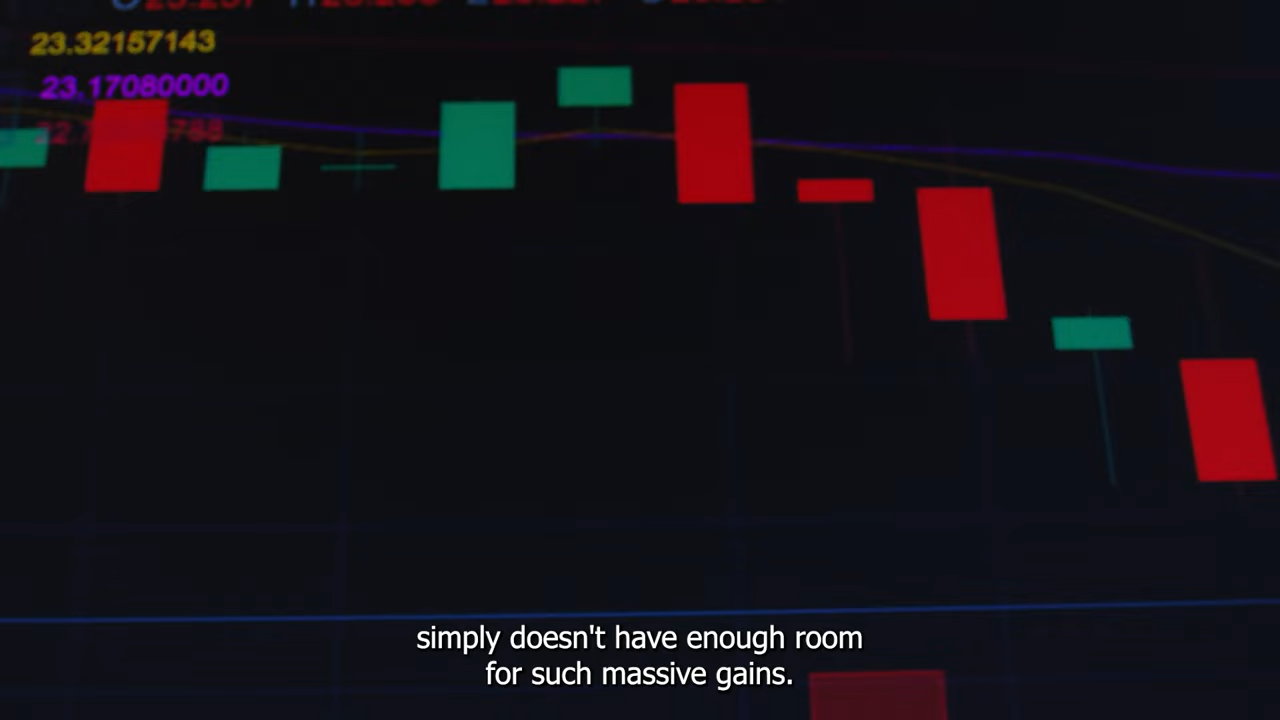 23.32157143
23.17080000
simply doesn't have enough room
for such massive gains.